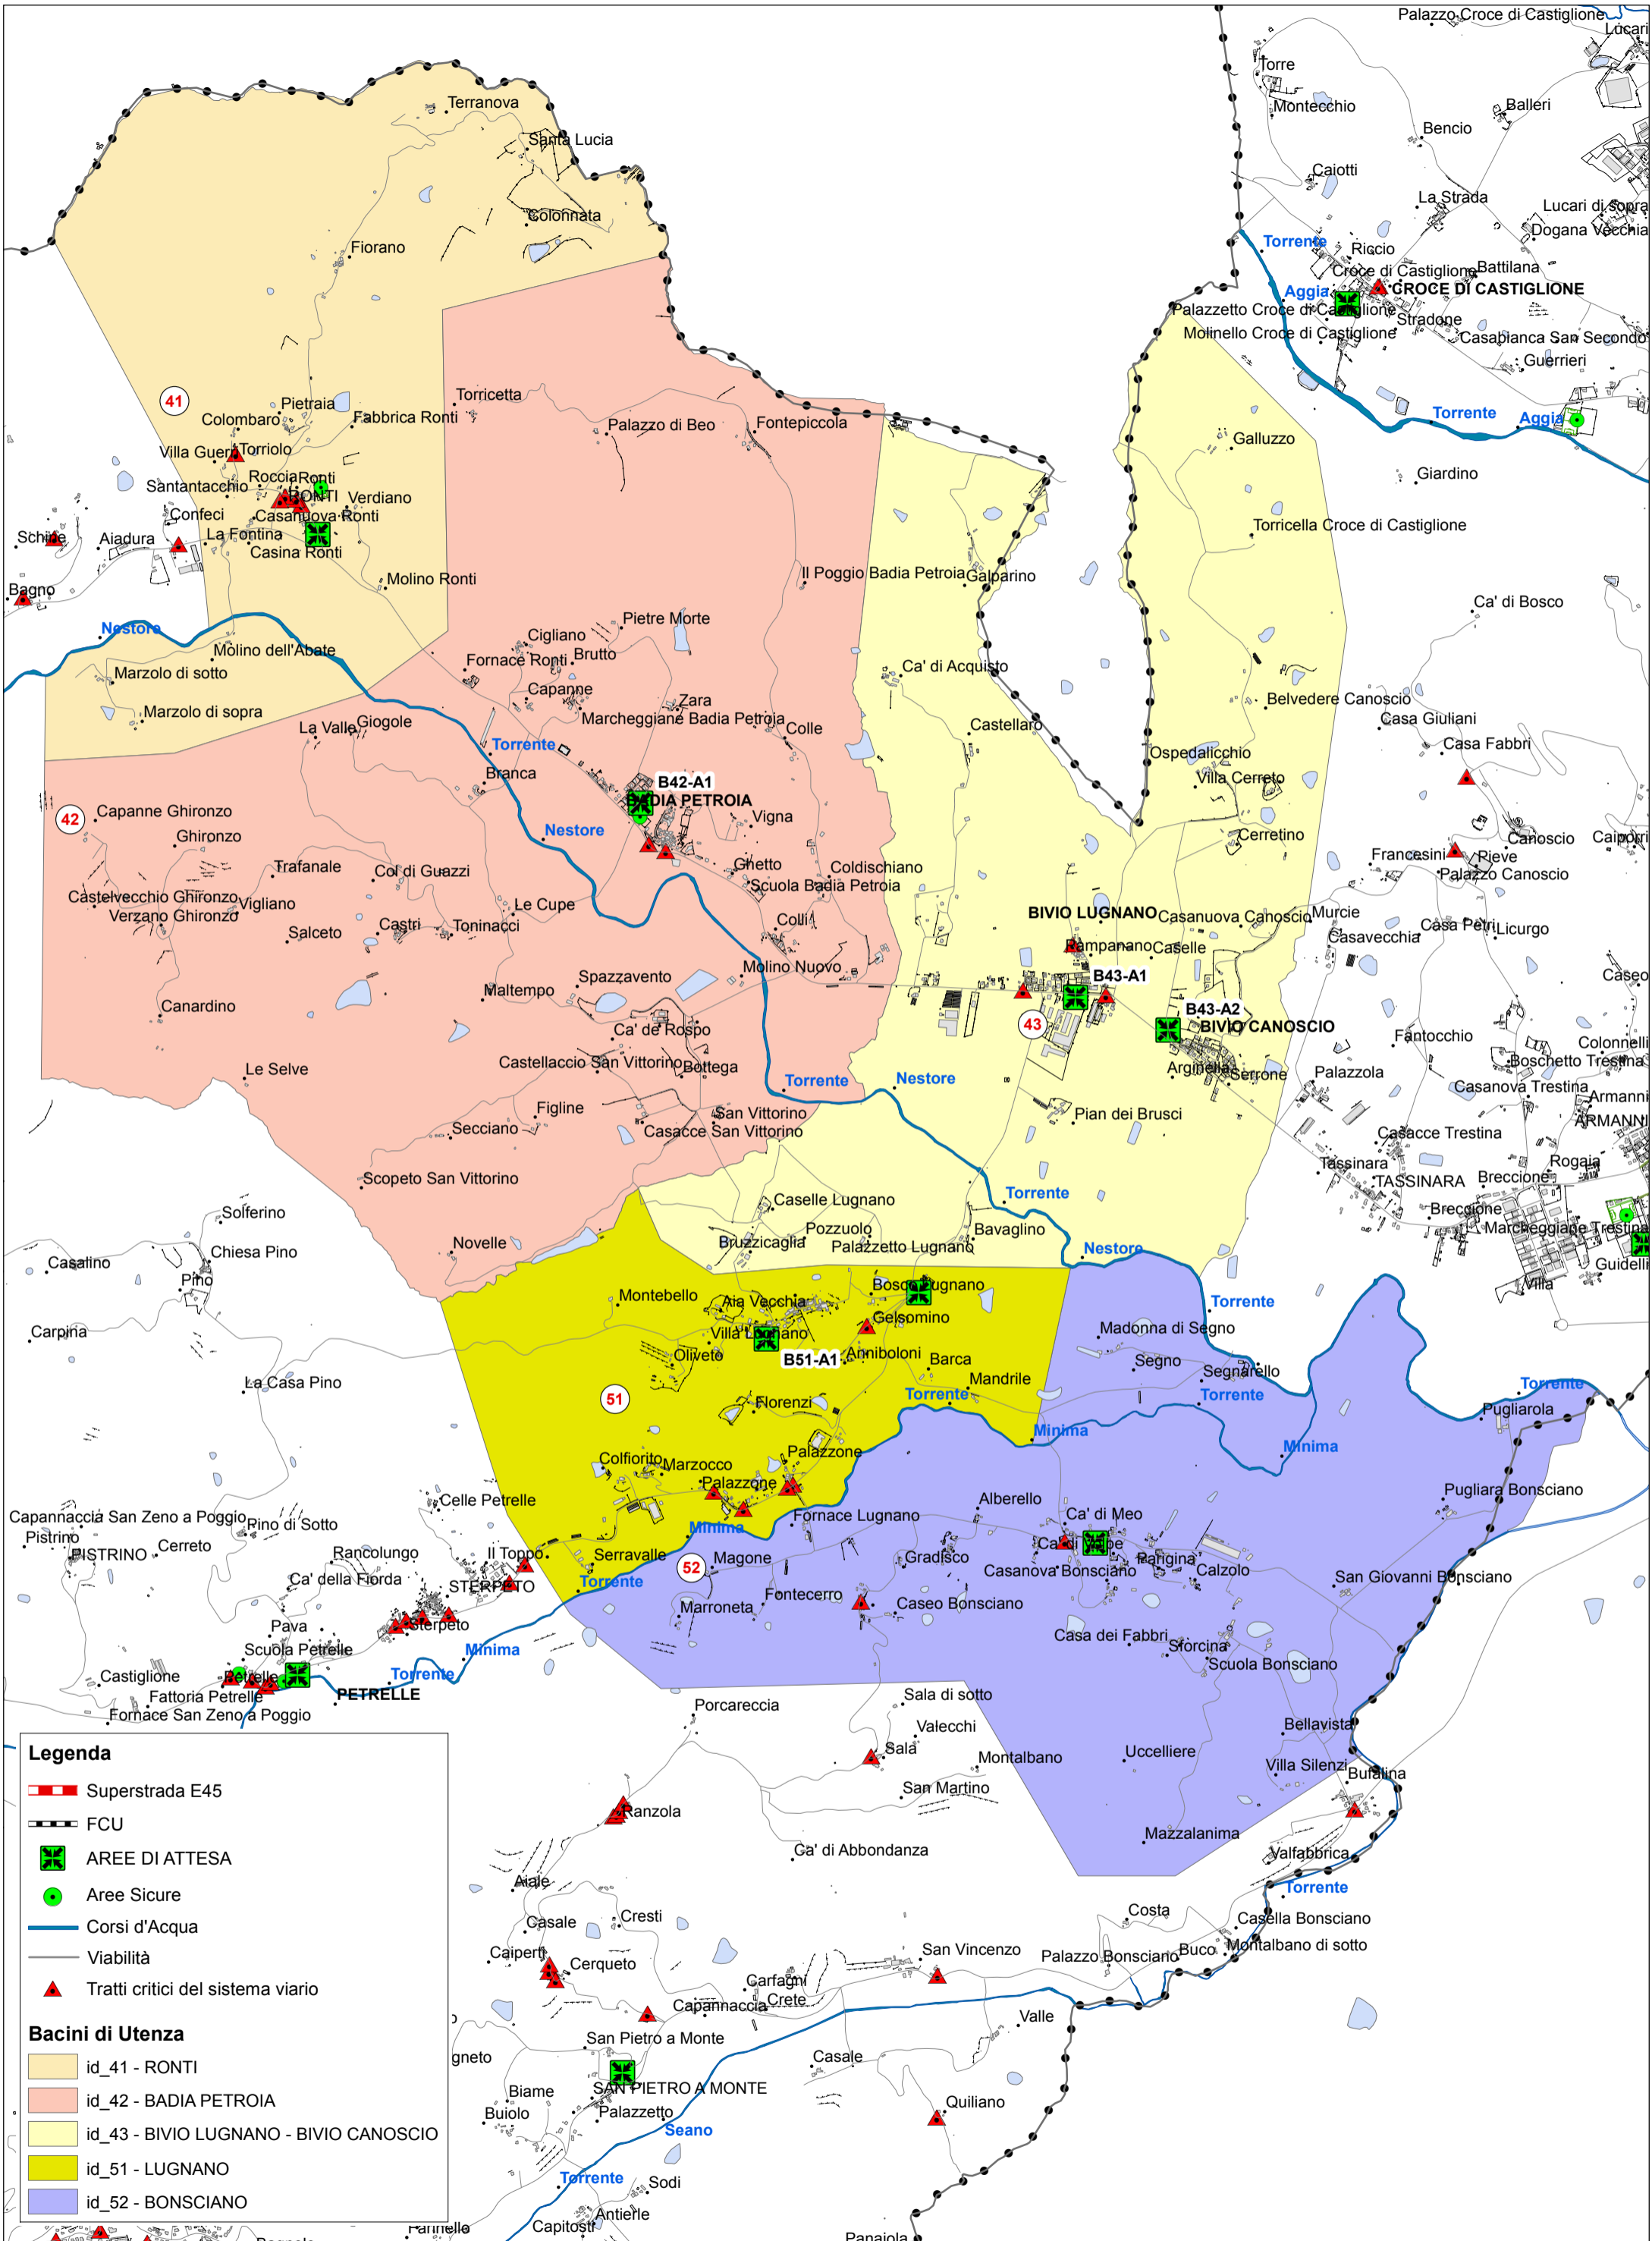 Palazzo Croce di Castiglione
Lucari
Torre
Montecchio
Balleri
Bencio
Terranova
Santa Lucia
Caiotti
La Strada
Lucari di sopra
Dogana Vecchia
Colonnata
Fiorano
Torrente
Riccio
Croce di Castiglione
Battilana
Aggia
CROCE DI CASTIGLIONE
Palazzetto Croce di Castiglione
Stradone
Molinello Croce di Castiglione
Casabianca San Secondo
Guerrieri
41
Pietraia
Colombaro
Fabbrica Ronti
Torricetta
Palazzo di Beo
Fontepiccola
Torrente
Aggia
Galluzzo
Giardino
Villa Guerri
Torriolo
Roccia
Ronti
Santantacchio
RONTI
Verdiano
Confeci
Casanuova Ronti
Schine
Aiadura
La Fontina
Casina Ronti
Torricella Croce di Castiglione
Bagno
Molino Ronti
Il Poggio Badia Petroia
Galparino
Ca' di Bosco
Nestore
Pietre Morte
Cigliano
Molino dell'Abate
Fornace Ronti
Brutto
Marzolo di sotto
Ca' di Acquisto
Capanne
Zara
Belvedere Canoscio
Marzolo di sopra
La Valle
Giogole
Marcheggiane Badia Petroia
Colle
Castellaro
Casa Giuliani
Casa Fabbri
Torrente
Ospedalicchio
Branca
B42-A1
Villa Cerreto
BADIA PETROIA
42
Capanne Ghironzo
Vigna
Ghironzo
Nestore
Cerretino
Canoscio
Caiporri
Trafanale
Col di Guazzi
Ghetto
Coldischiano
Francesini
Pieve
Palazzo Canoscio
Castelvecchio Ghironzo
Scuola Badia Petroia
Verzano Ghironzo
Vigliano
Le Cupe
BIVIO LUGNANO
Casanuova Canoscio
Murcie
Salceto
Castri
Toninacci
Colli
Casa Petri
Licurgo
Casavecchia
Rampanano
Caselle
Molino Nuovo
B43-A1
Caseo
Spazzavento
Maltempo
Canardino
B43-A2
Ca' de Rospo
43
BIVIO CANOSCIO
Fantocchio
Colonnelli
Castellaccio San Vittorino
Bottega
Boschetto Trestina
Le Selve
Arginella
Serrone
Palazzola
Torrente
Nestore
Casanova Trestina
Armanni
Figline
San Vittorino
Pian dei Brusci
ARMANNI
Secciano
Casacce San Vittorino
Casacce Trestina
Tassinara
Rogaia
Scopeto San Vittorino
TASSINARA
Breccione
Torrente
Caselle Lugnano
Breccione
Solferino
Pozzuolo
Bavaglino
Marcheggiane Trestina
Novelle
Bruzzicaglia
Palazzetto Lugnano
Nestore
Chiesa Pino
Casalino
Guidelli
Pino
Villa
Bosco Lugnano
Montebello
Aia Vecchia
Torrente
Gelsomino
Carpina
Villa Lugnano
Madonna di Segno
Oliveto
B51-A1
Anniboloni
Barca
Segno
Segnarello
La Casa Pino
Mandrile
51
Torrente
Torrente
Torrente
Florenzi
Pugliarola
Minima
Minima
Palazzone
Colfiorito
Marzocco
Palazzone
Pugliara Bonsciano
Celle Petrelle
Alberello
Capannaccia San Zeno a Poggio
Ca' di Meo
Pino di Sotto
Minima
Fornace Lugnano
Pistrino
PISTRINO
Cerreto
Rancolungo
Il Toppo
Serravalle
52
Magone
Gradisco
Ca' di Volpe
Parigina
Casanova Bonsciano
Calzolo
San Giovanni Bonsciano
Ca' della Fiorda
STERPETO
Torrente
Fontecerro
Marroneta
Caseo Bonsciano
Pava
Sterpeto
Casa dei Fabbri
Sforcina
Scuola Petrelle
Minima
Scuola Bonsciano
Castiglione
Petrelle
Torrente
Fattoria Petrelle
PETRELLE
Sala di sotto
Fornace San Zeno a Poggio
Porcareccia
Valecchi
Bellavista
Sala
Montalbano
Uccelliere
Villa Silenzi
Bufalina
San Martino
Ranzola
Mazzalanima
Ca' di Abbondanza
Valfabbrica
Aiale
Torrente
Casale
Cresti
Costa
Casella Bonsciano
Caiperti
San Vincenzo
Palazzo Bonsciano
Buco
Montalbano di sotto
Cerqueto
Carfagni
Capannaccia
Crete
Valle
San Pietro a Monte
gneto
Casale
SAN PIETRO A MONTE
Biame
Buiolo
Palazzetto
Quiliano
Seano
Torrente
Sodi
Antierle
Capitosti
Panaiola
Legenda
Superstrada E45
FCU
AREE DI ATTESA
Aree Sicure
Corsi d'Acqua
Viabilità
Tratti critici del sistema viario
Bacini di Utenza
id_41 - RONTI
id_42 - BADIA PETROIA
id_43 - BIVIO LUGNANO - BIVIO CANOSCIO
id_51 - LUGNANO
id_52 - BONSCIANO